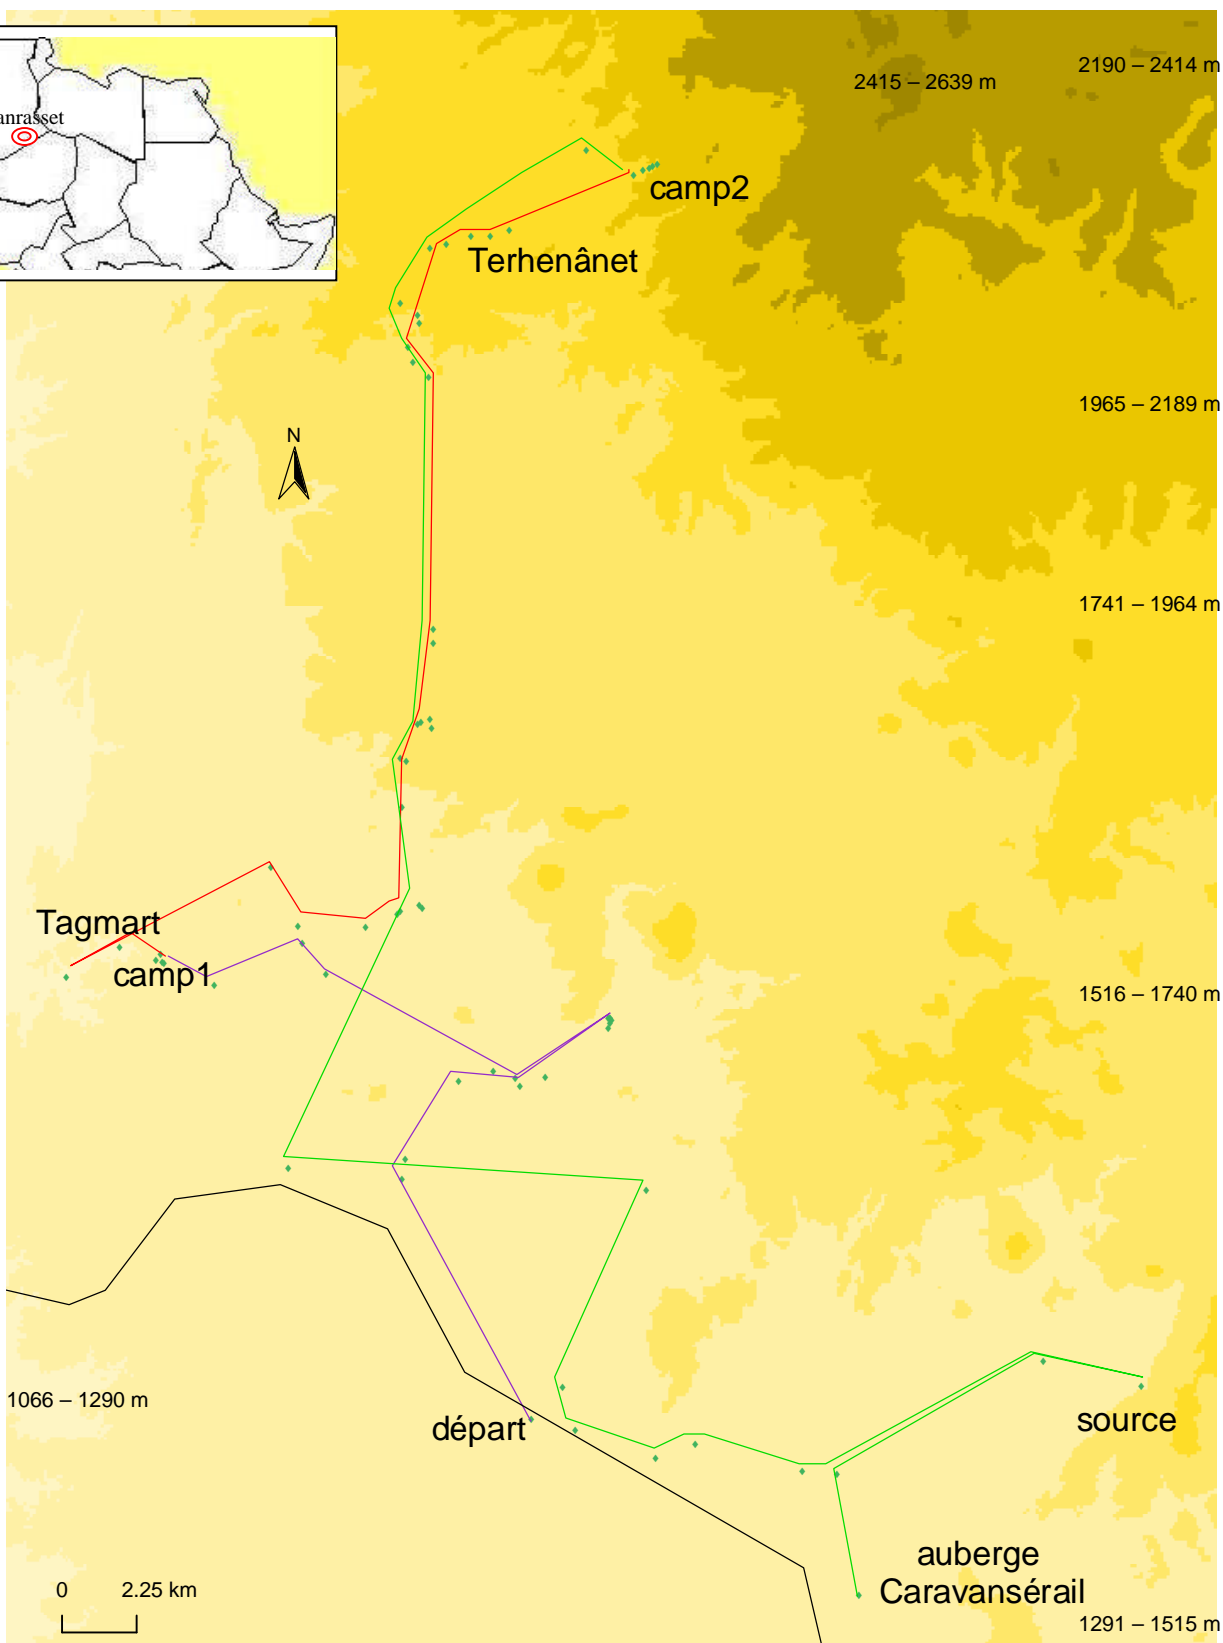 2190 – 2414 m
2415 – 2639 m
anrasset
camp2
Terhenânet
1965 – 2189 m
N
1741 – 1964 m
Tagmart
camp1
1516 – 1740 m
1066 – 1290 m
départ
source
auberge
Caravansérail
0 2.25 km
1291 – 1515 m